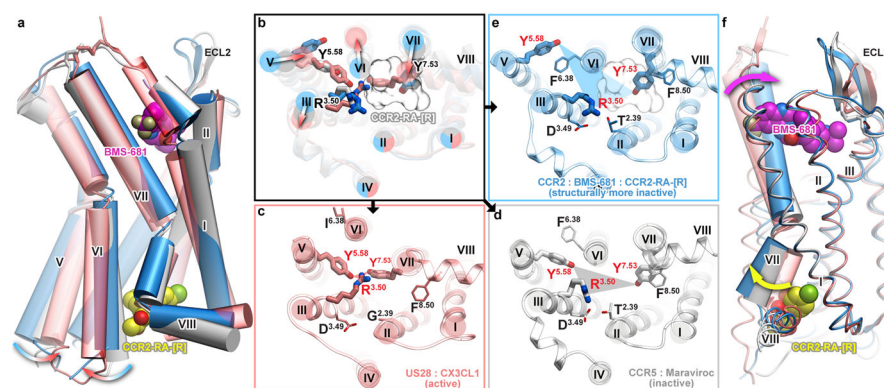 a
ECL2
BMS-681
II
VII
I
V
VI
VIII
CCR2-RA-[R]
b
Y5.58
VI
VII
VIII
V
Y7.53
III
R3.50
CCR2-RA-[R]
II
I
IV
e
Y5.58
VII
VIII
V
VI
Y7.53
F6.38
F8.50
III
R3.50
D3.49
T2.39
II
I
IV
CCR2 : BMS-681 : CCR2-RA-[R]
(structurally more inactive)
c
I6.38
VI
V
VII
VIII
Y5.58
Y7.53
R3.50
F8.50
III
D3.49
G2.39
II
I
IV
US28 : CX3CL1
(active)
d
F6.38
V
VI
VII
VIII
Y5.58
Y7.53
R3.50
F8.50
III
T2.39
D3.49
II
I
IV
CCR5 : Maraviroc
(inactive)
f
ECL2
BMS-681
II
III
VII
I
VIII
CCR2-RA-[R]